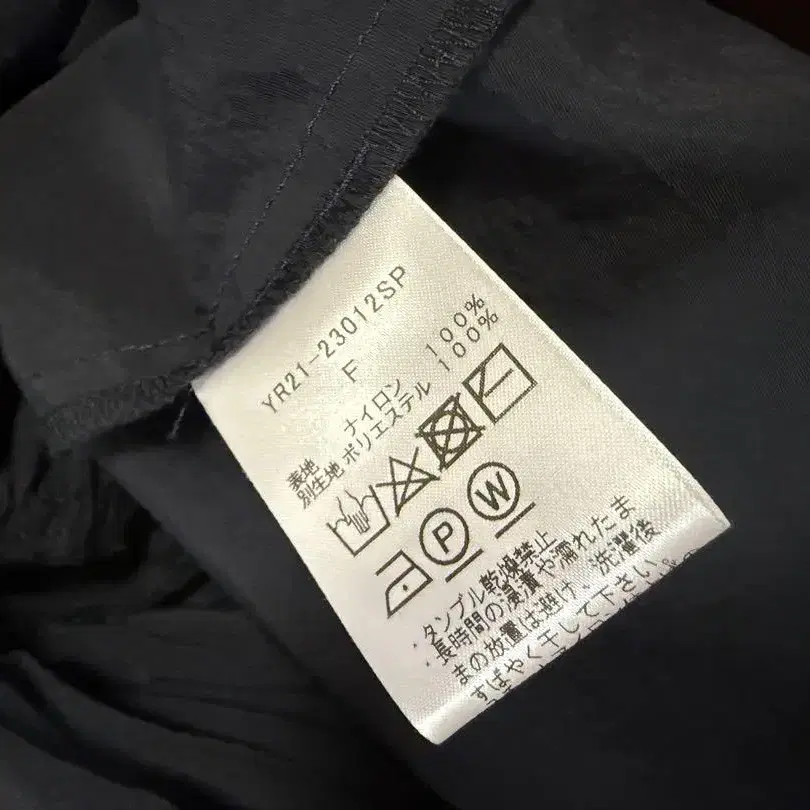 YR21-23012SP
F
表地 ナイロン 100%
別生地 ポリエステル 100%
P W
・タンブル乾燥禁止
・長時間の浸漬や濡れたま
まの放置は避け、洗濯後
すばやく干して下さい。